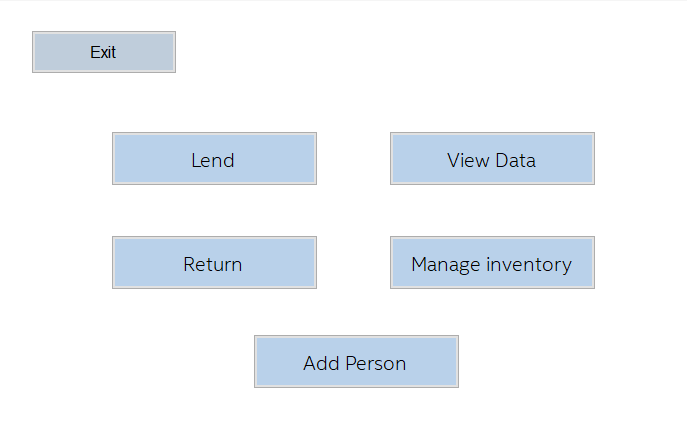 Exit
Lend
View Data
Return
Manage inventory
Add Person